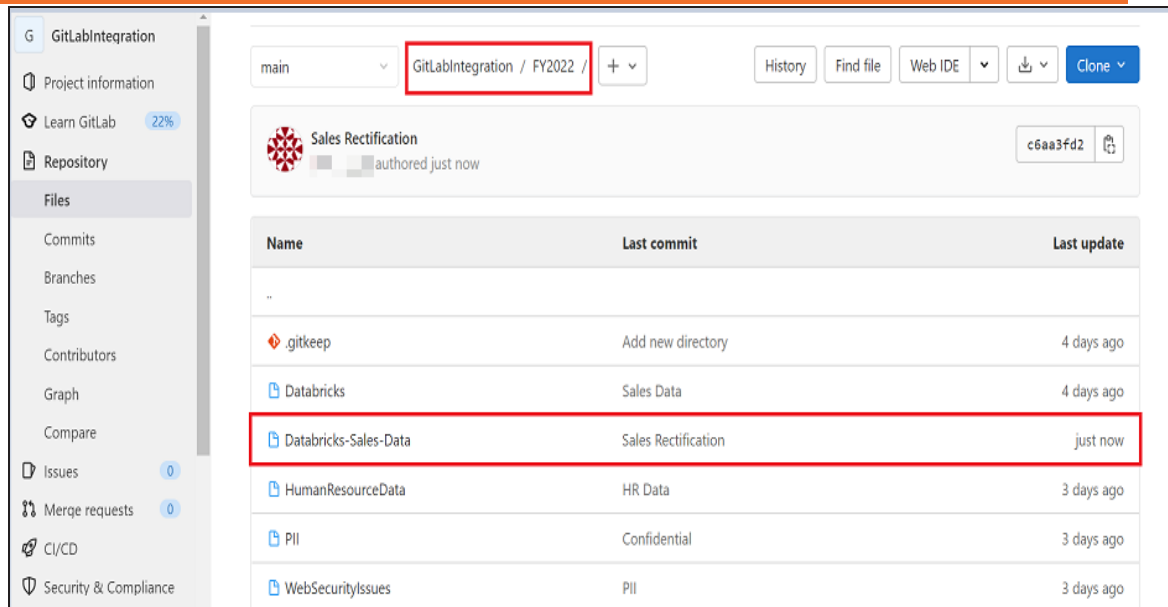 G GitLabIntegration
Project information
Learn GitLab 22%
Repository
Files
Commits
Branches
Tags
Contributors
Graph
Compare
Issues 0
Merge requests 0
CI/CD
Security & Compliance
main GitLabIntegration / FY2022 / + History Find file Web IDE Clone
Sales Rectification
authored just now
c6aa3fd2
Name Last commit Last update
..
.gitkeep Add new directory 4 days ago
Databricks Sales Data 4 days ago
Databricks-Sales-Data Sales Rectification just now
HumanResourceData HR Data 3 days ago
PII Confidential 3 days ago
WebSecurityIssues PII 3 days ago